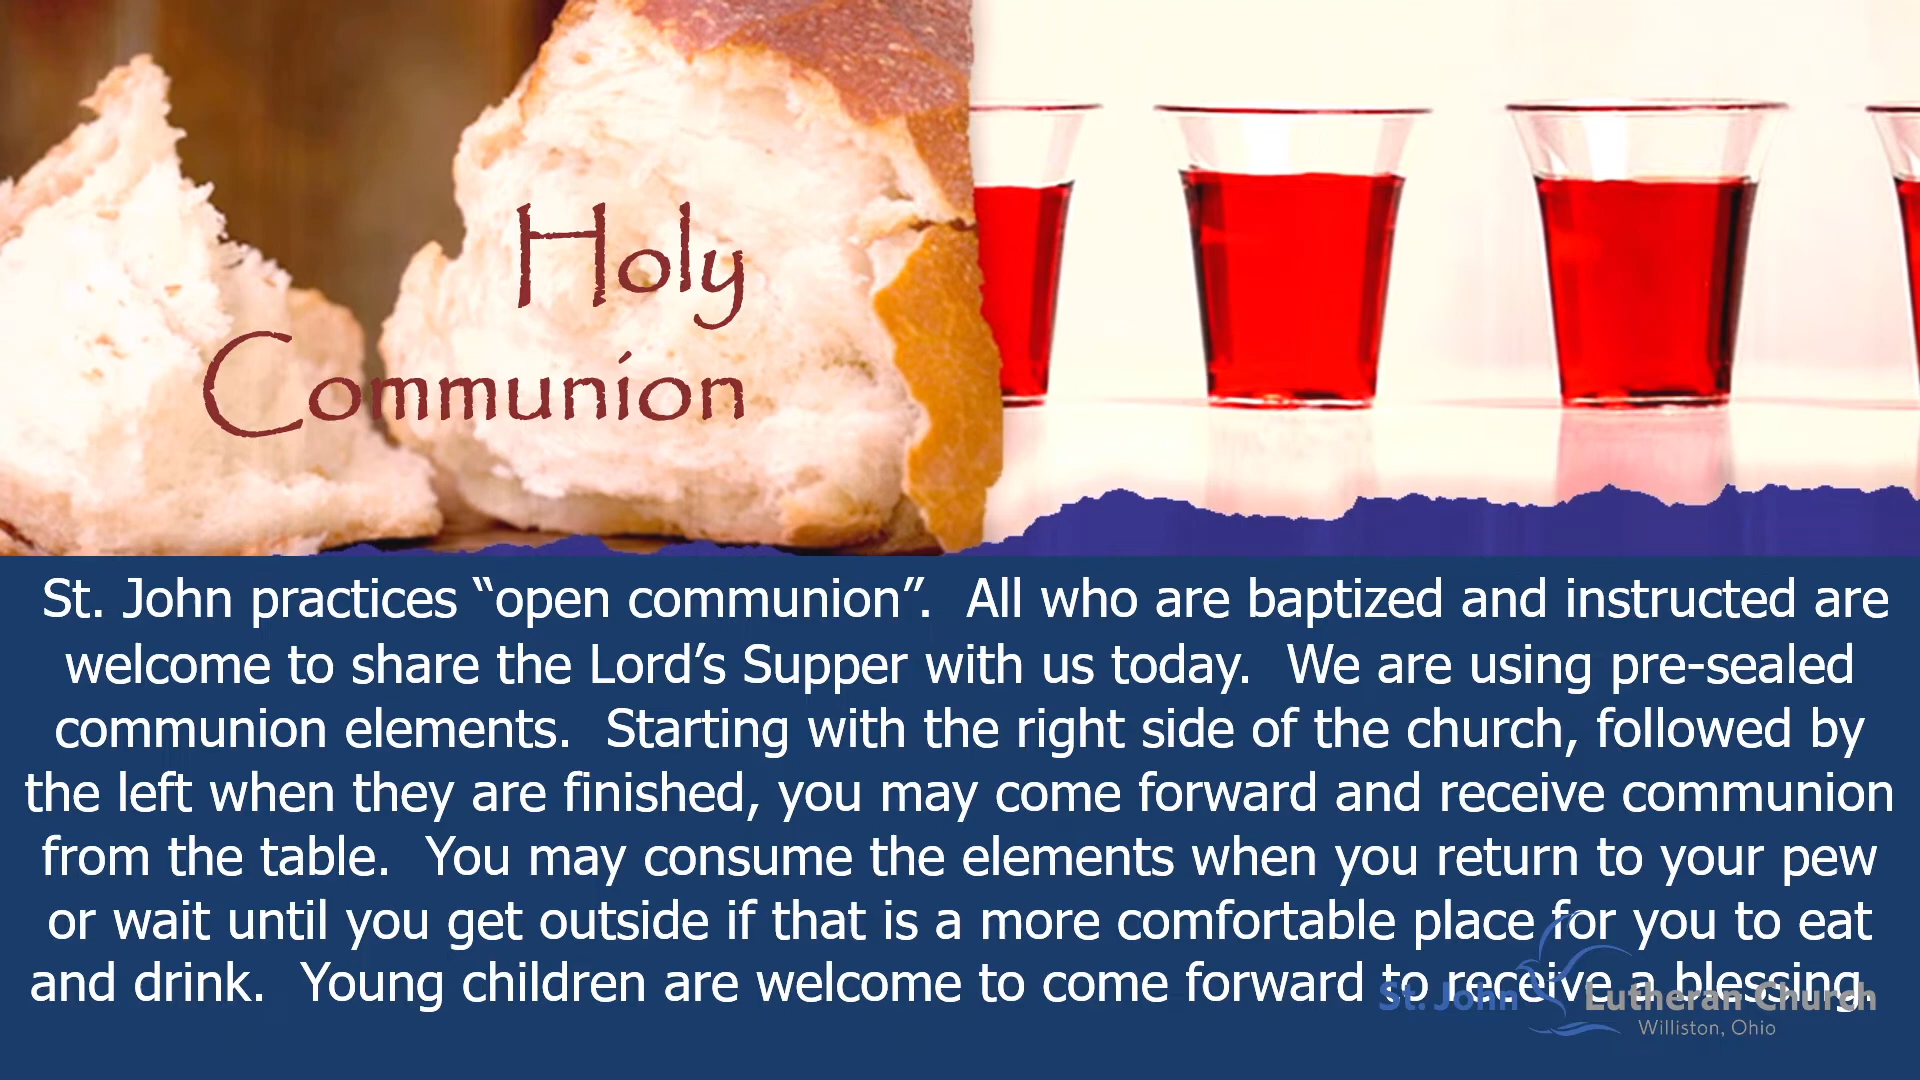 Holy
Communion
St. John practices “open communion”. All who are baptized and instructed are
welcome to share the Lord’s Supper with us today. We are using pre-sealed
communion elements. Starting with the right side of the church, followed by
the left when they are finished, you may come forward and receive communion
from the table. You may consume the elements when you return to your pew
or wait until you get outside if that is a more comfortable place for you to eat
and drink. Young children are welcome to come forward to receive a blessing.
St. John Lutheran Church
Williston, Ohio